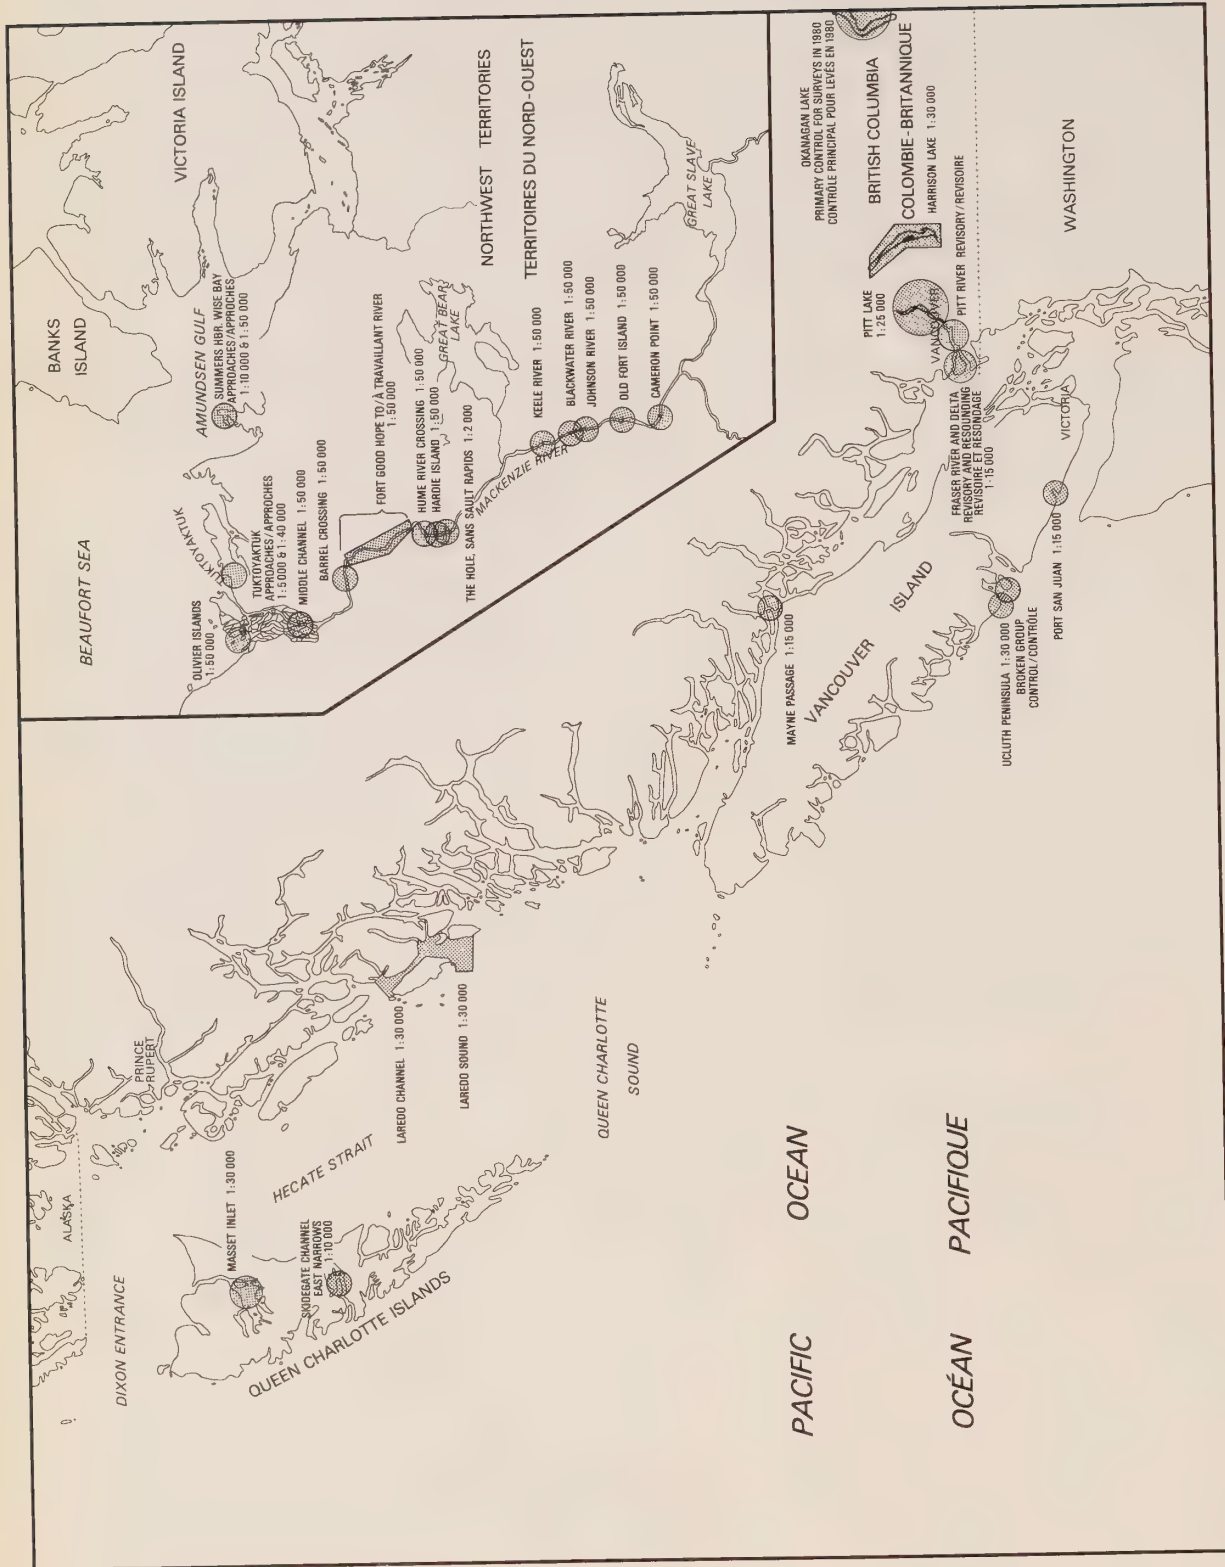 BEAUFORT SEA
BANKS
ISLAND
VICTORIA ISLAND
AMUNDSEN GULF
SUMMERS HBR. WISE BAY
APPROACHES/APPROCHES
1:10 000 & 1:50 000
TUKTOYAKTUK
OLIVIER ISLANDS
1:50 000
TUKTOYAKTUK
APPROACHES/APPROCHES
1:5 000 & 1:40 000
MIDDLE CHANNEL 1:50 000
BARREL CROSSING 1:50 000
FORT GOOD HOPE TO/À TRAVAILLANT RIVER
1:50 000
HUME RIVER CROSSING 1:50 000
HARDIE ISLAND 1:50 000
THE HOLE, SANS SAULT RAPIDS 1:2 000
GREAT BEAR
LAKE
NORTHWEST TERRITORIES
TERRITOIRES DU NORD-OUEST
MACKENZIE RIVER
KEELE RIVER 1:50 000
BLACKWATER RIVER 1:50 000
JOHNSON RIVER 1:50 000
OLD FORT ISLAND 1:50 000
CAMERON POINT 1:50 000
GREAT SLAVE
LAKE
ALASKA
DIXON ENTRANCE
PRINCE
RUPERT
MASSET INLET 1:30 000
HECATE STRAIT
SKIDEGATE CHANNEL
EAST NARROWS
1:10 000
QUEEN CHARLOTTE ISLANDS
LAREDO CHANNEL 1:30 000
LAREDO SOUND 1:30 000
QUEEN CHARLOTTE
SOUND
OKANAGAN LAKE
PRIMARY CONTROL FOR SURVEYS IN 1980
CONTRÔLE PRINCIPAL POUR LEVÉS EN 1980
BRITISH COLUMBIA
COLOMBIE-BRITANNIQUE
HARRISON LAKE 1:30 000
PITT LAKE
1:25 000
VANCOUVER
PITT RIVER REVISORY/REVISOIRE
FRASER RIVER AND DELTA
REVISORY AND RESOUNDING
REVISOIRE ET RESONDAGE
1:15 000
WASHINGTON
VICTORIA
MAYNE PASSAGE 1:15 000
VANCOUVER
ISLAND
PORT SAN JUAN 1:15 000
UCLUTH PENINSULA 1:30 000
BROKEN GROUP
CONTROL/CONTRÔLE
PACIFIC OCEAN
OCÉAN PACIFIQUE